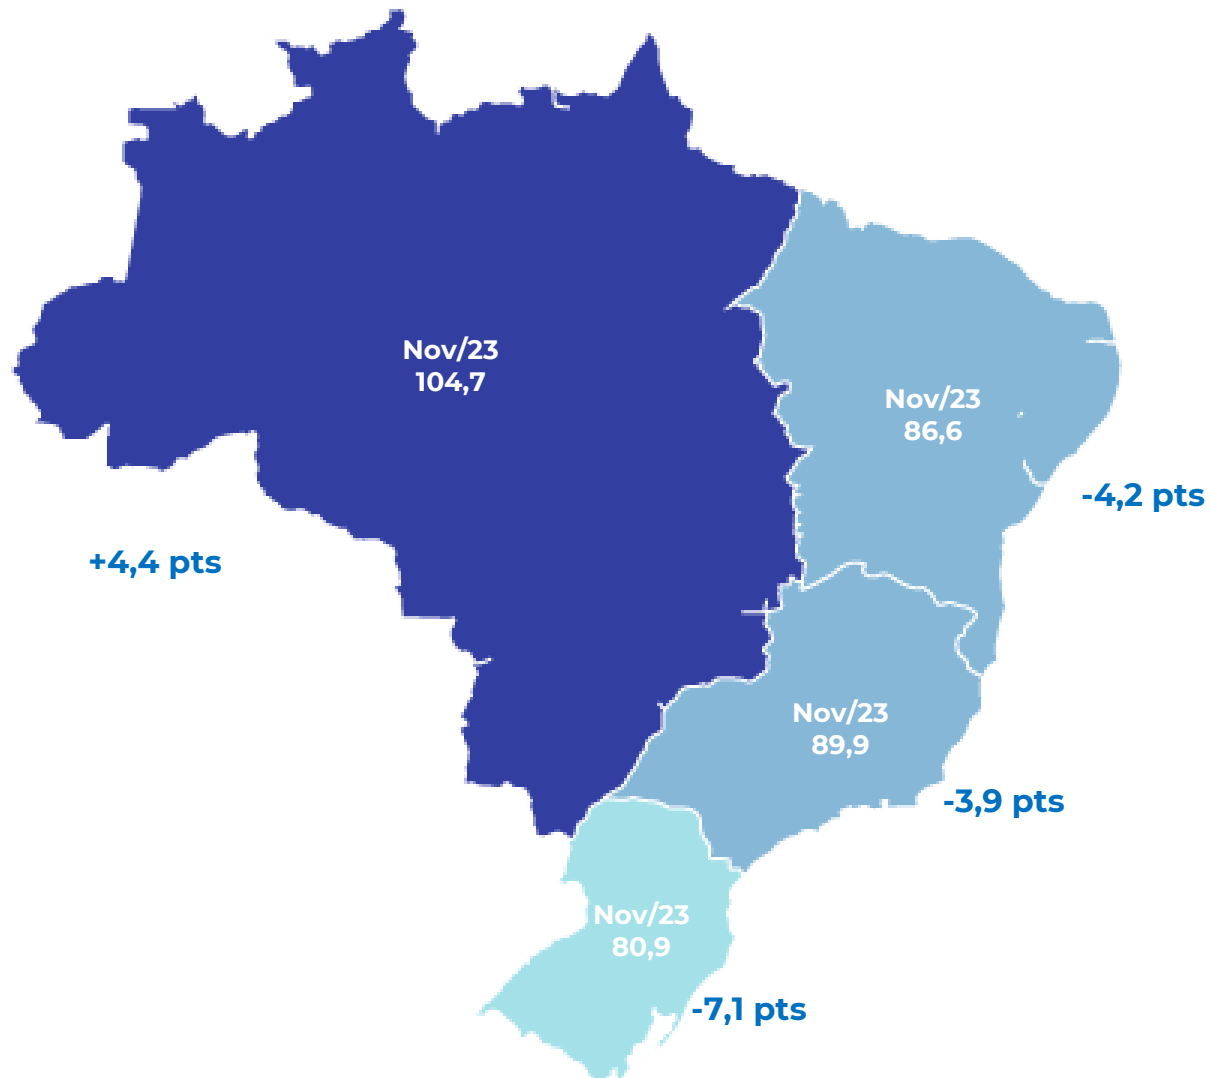 Nov/23
104,7
Nov/23
86,6
-4,2 pts
+4,4 pts
Nov/23
89,9
-3,9 pts
Nov/23
80,9
-7,1 pts